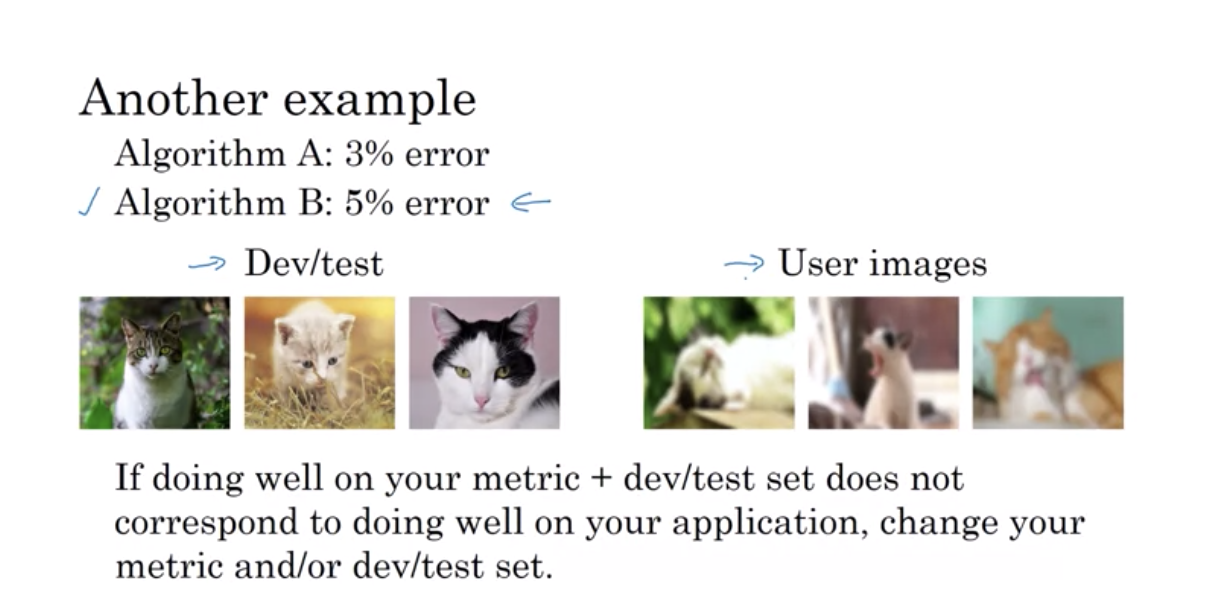 Another example
Algorithm A: 3% error
Algorithm B: 5% error
Dev/test
User images
If doing well on your metric + dev/test set does not
correspond to doing well on your application, change your
metric and/or dev/test set.